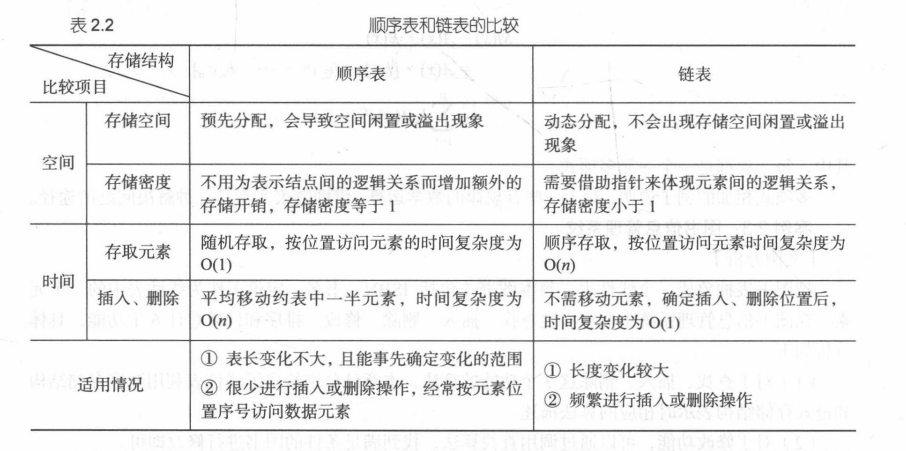 表 2.2 顺序表和链表的比较
存储结构
比较项目
顺序表
链表
空间
存储空间
预先分配，会导致空间闲置或溢出现象
动态分配，不会出现存储空间闲置或溢出
现象
存储密度
不用为表示结点间的逻辑关系而增加额外的
存储开销，存储密度等于 1
需要借助指针来体现元素间的逻辑关系，
存储密度小于 1
时间
存取元素
随机存取，按位置访问元素的时间复杂度为
O(1)
顺序存取，按位置访问元素时间复杂度为
O(n)
插入、删除
平均移动约表中一半元素，时间复杂度为
O(n)
不需移动元素，确定插入、删除位置后，
时间复杂度为 O(1)
适用情况
① 表长变化不大，且能事先确定变化的范围
② 很少进行插入或删除操作，经常按元素位
置序号访问数据元素
① 长度变化较大
② 频繁进行插入或删除操作